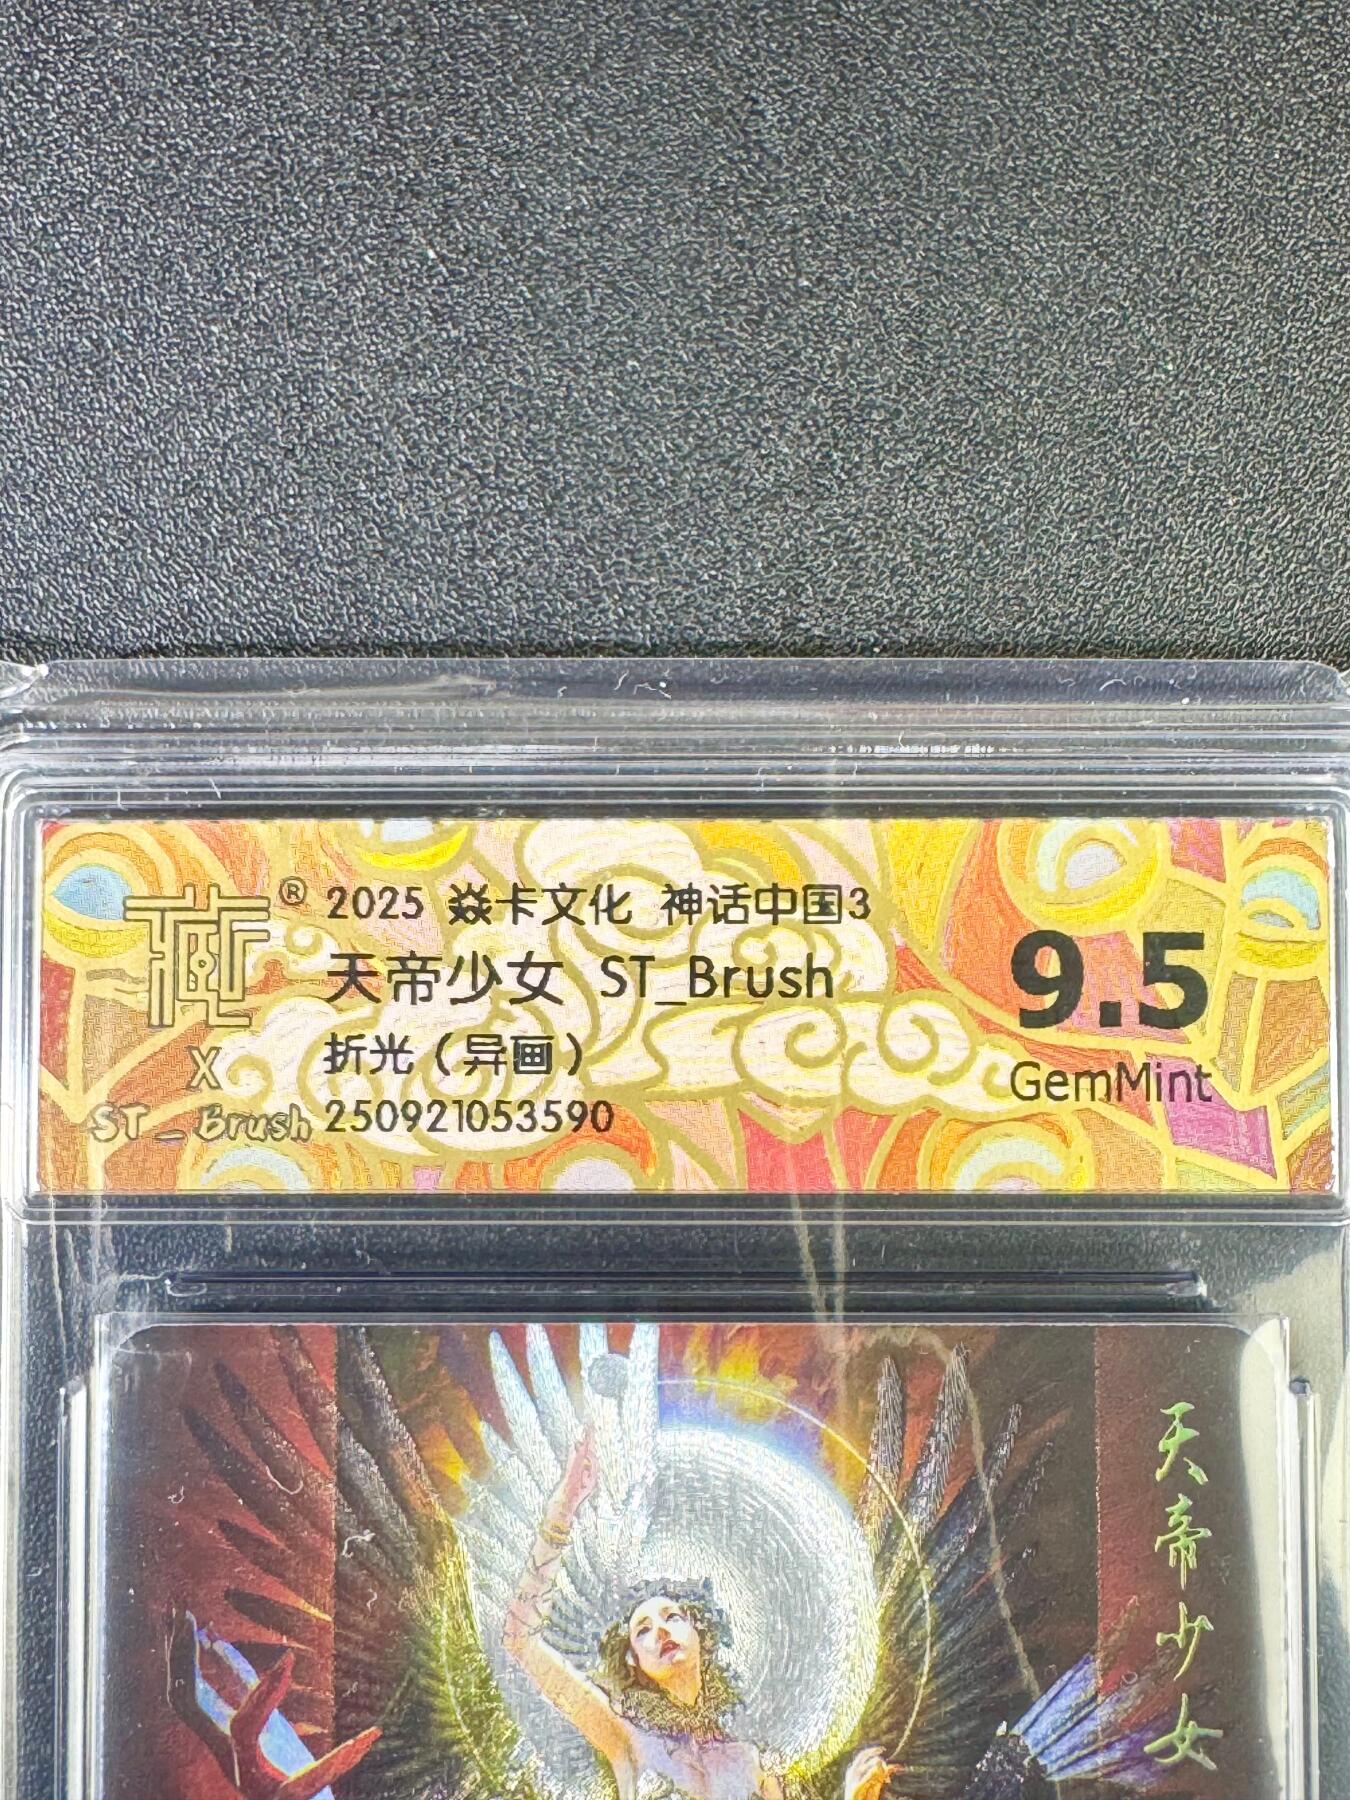 藏®
X
ST_Brush
2025 焱卡文化 神话中国3
天帝少女 ST_Brush
折光（异画）
250921053590
9.5
GemMint
天帝少女